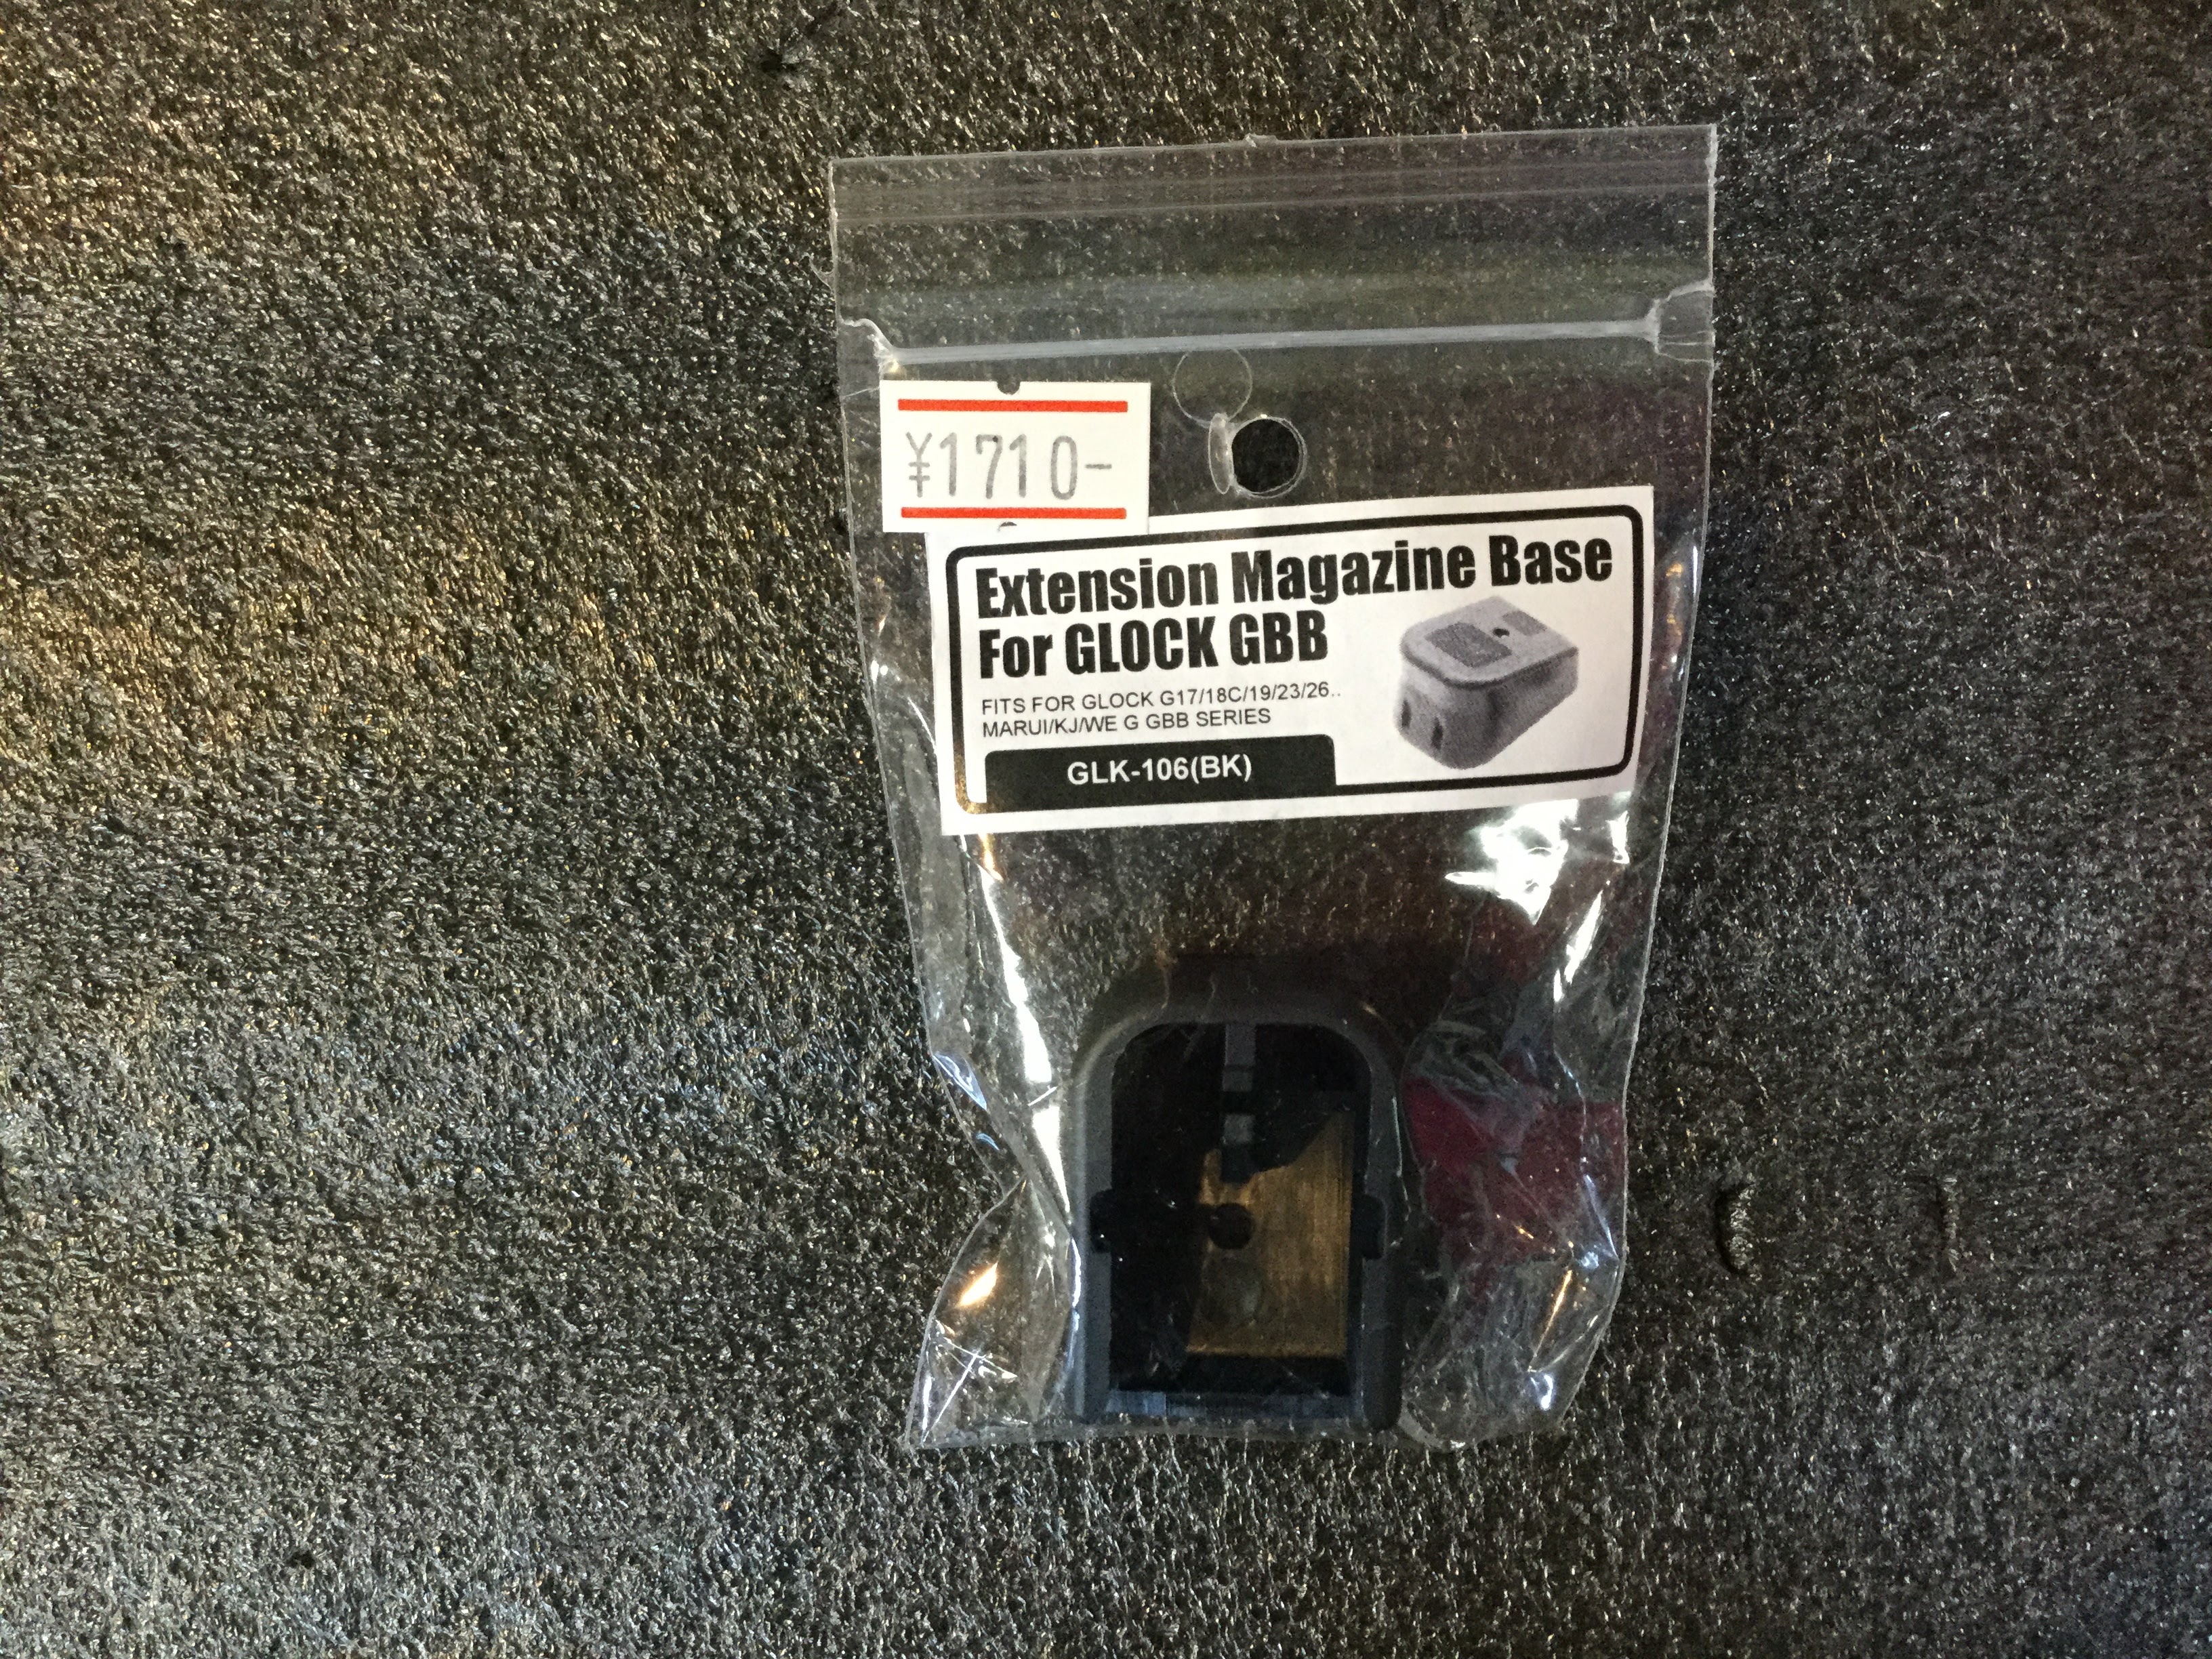 ¥1710-
Extension Magazine Base
For GLOCK GBB
FITS FOR GLOCK G17/18C/19/23/26..
MARUI/KJ/WE G GBB SERIES
GLK-106(BK)